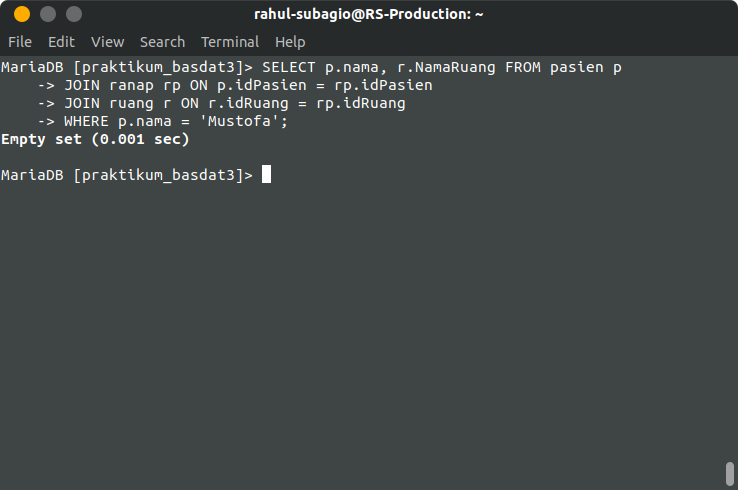 rahul-subagio@RS-Production: ~
File Edit View Search Terminal Help
MariaDB [praktikum_basdat3]> SELECT p.nama, r.NamaRuang FROM pasien p
    -> JOIN ranap rp ON p.idPasien = rp.idPasien
    -> JOIN ruang r ON r.idRuang = rp.idRuang
    -> WHERE p.nama = 'Mustofa';
Empty set (0.001 sec)
MariaDB [praktikum_basdat3]>